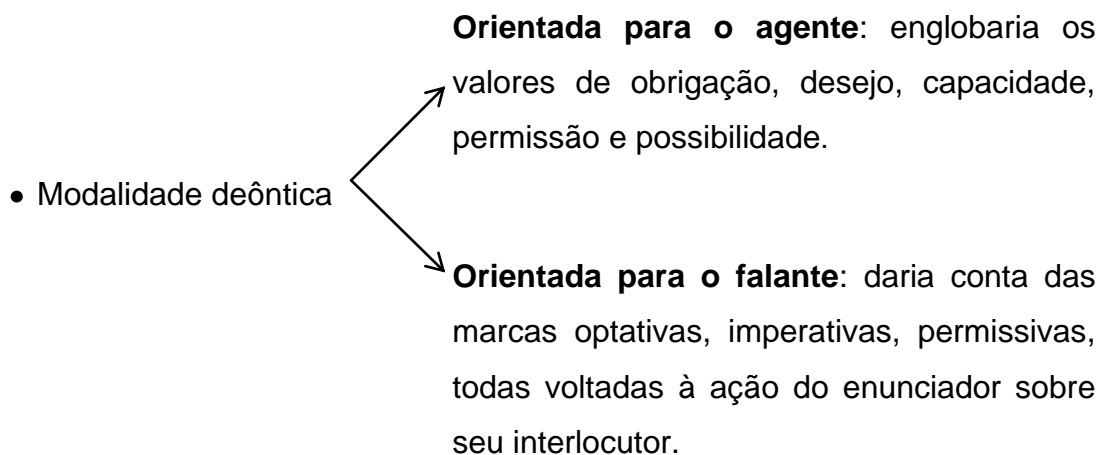 Orientada para o agente: englobaria os
valores de obrigação, desejo, capacidade,
permissão e possibilidade.
• Modalidade deôntica
Orientada para o falante: daria conta das
marcas optativas, imperativas, permissivas,
todas voltadas à ação do enunciador sobre
seu interlocutor.